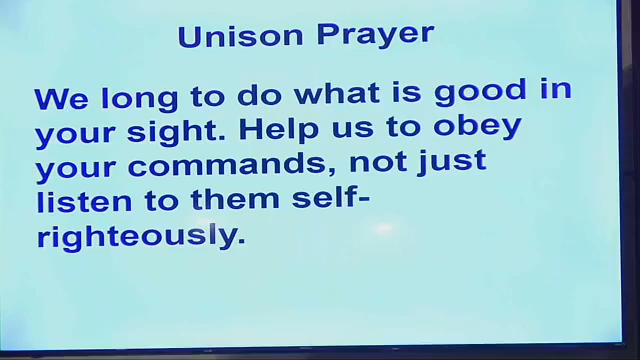 Unison Prayer
We long to do what is good in
your sight. Help us to obey
your commands, not just
listen to them self-
righteously.